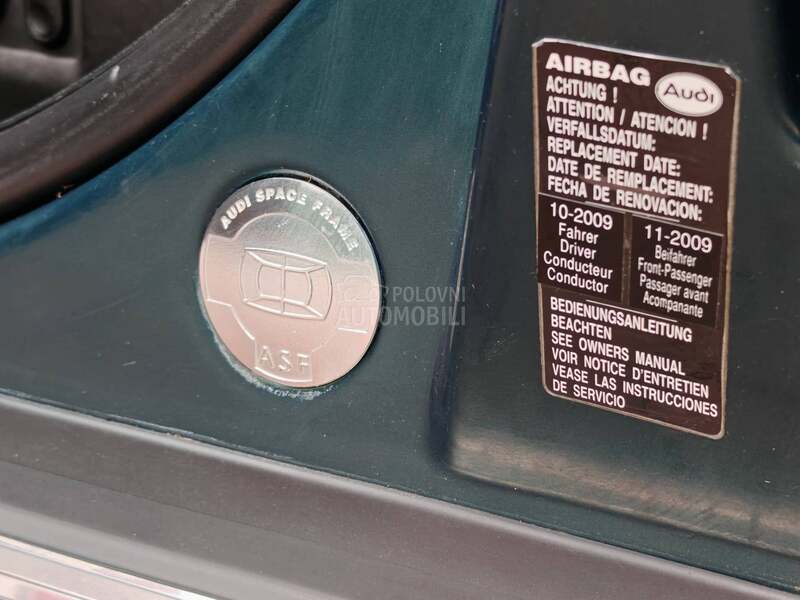 AUDI SPACE FRAME
ASF
POLOVNI
AUTOMOBILI
AIRBAG
Audi
ACHTUNG !
ATTENTION / ATENCION !
VERFALLSDATUM:
REPLACEMENT DATE:
DATE DE REMPLACEMENT:
FECHA DE RENOVACION:
10-2009
Fahrer
Driver
Conducteur
Conductor
11-2009
Beifahrer
Front-Passenger
Passager avant
Acompanante
BEDIENUNGSANLEITUNG
BEACHTEN
SEE OWNERS MANUAL
VOIR NOTICE D'ENTRETIEN
VEASE LAS INSTRUCCIONES
DE SERVICIO